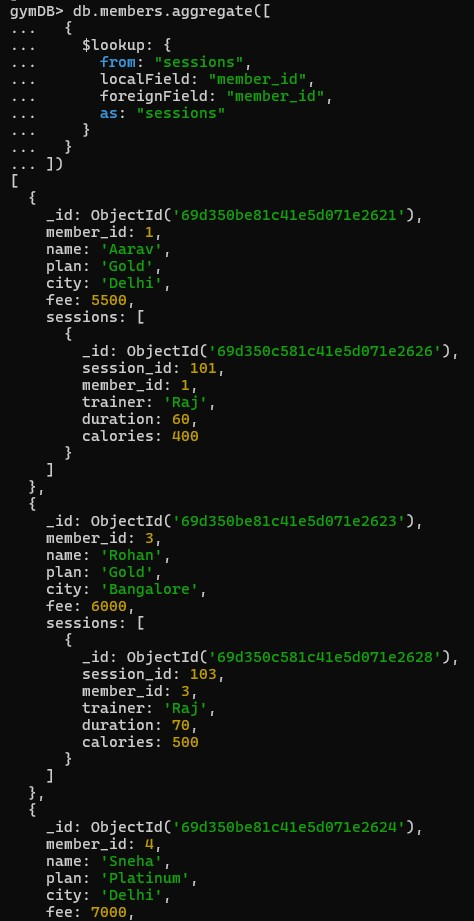 gymDB> db.members.aggregate([
...   {
...     $lookup: {
...       from: "sessions",
...       localField: "member_id",
...       foreignField: "member_id",
...       as: "sessions"
...     }
...   }
... ])
[
  {
    _id: ObjectId('69d350be81c41e5d071e2621'),
    member_id: 1,
    name: 'Aarav',
    plan: 'Gold',
    city: 'Delhi',
    fee: 5500,
    sessions: [
      {
        _id: ObjectId('69d350c581c41e5d071e2626'),
        session_id: 101,
        member_id: 1,
        trainer: 'Raj',
        duration: 60,
        calories: 400
      }
    ]
  },
  {
    _id: ObjectId('69d350be81c41e5d071e2623'),
    member_id: 3,
    name: 'Rohan',
    plan: 'Gold',
    city: 'Bangalore',
    fee: 6000,
    sessions: [
      {
        _id: ObjectId('69d350c581c41e5d071e2628'),
        session_id: 103,
        member_id: 3,
        trainer: 'Raj',
        duration: 70,
        calories: 500
      }
    ]
  },
  {
    _id: ObjectId('69d350be81c41e5d071e2624'),
    member_id: 4,
    name: 'Sneha',
    plan: 'Platinum',
    city: 'Delhi',
    fee: 7000,